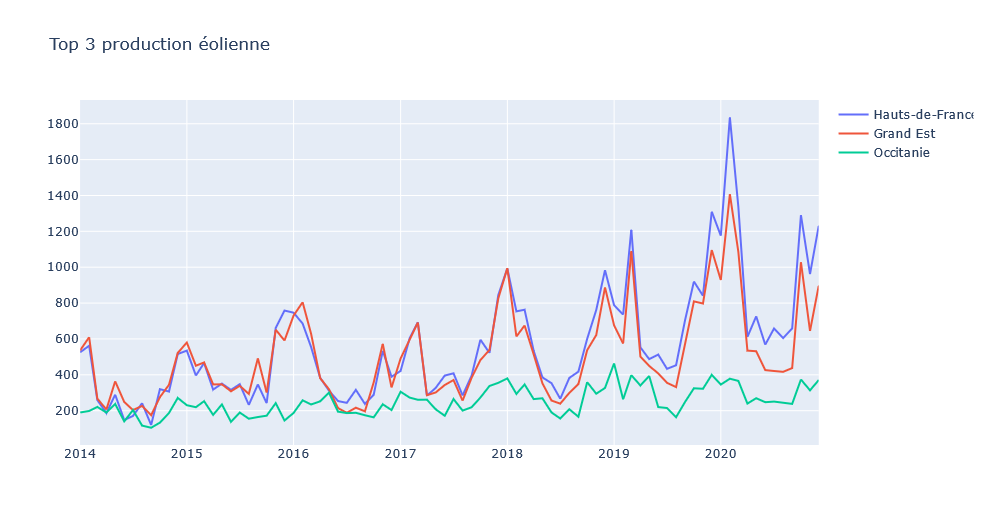 Top 3 production éolienne
Hauts-de-France
Grand Est
Occitanie
1800
1600
1400
1200
1000
800
600
400
200
2014 2015 2016 2017 2018 2019 2020